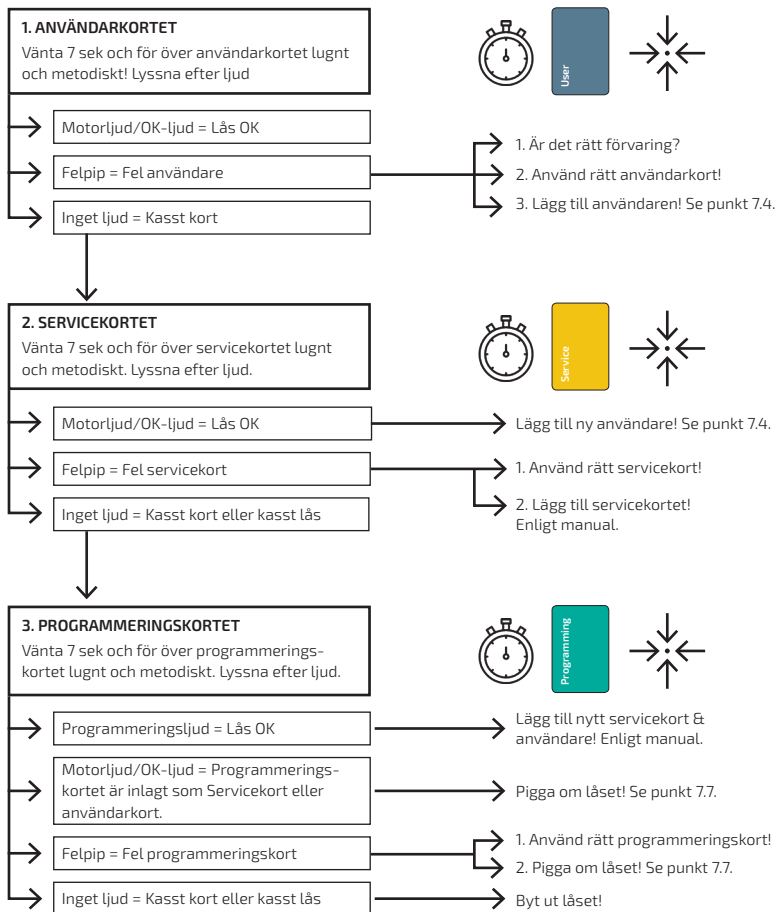 1. ANVÄNDARKORTET
Vänta 7 sek och för över användarkortet lugnt
och metodiskt! Lyssna efter ljud
User
Motorljud/OK-ljud = Lås OK
Felpip = Fel användare
1. Är det rätt förvaring?
2. Använd rätt användarkort!
3. Lägg till användaren! Se punkt 7.4.
Inget ljud = Kasst kort
2. SERVICEKORTET
Vänta 7 sek och för över servicekortet lugnt
och metodiskt. Lyssna efter ljud.
Service
Motorljud/OK-ljud = Lås OK
Lägg till ny användare! Se punkt 7.4.
Felpip = Fel servicekort
1. Använd rätt servicekort!
2. Lägg till servicekortet!
Enligt manual.
Inget ljud = Kasst kort eller kasst lås
3. PROGRAMMERINGSKORTET
Vänta 7 sek och för över programmerings-
kortet lugnt och metodiskt. Lyssna efter ljud.
Programming
Programmeringsljud = Lås OK
Lägg till nytt servicekort &
användare! Enligt manual.
Motorljud/OK-ljud = Programmerings-
kortet är inlagt som Servicekort eller
användarkort.
Pigga om låset! Se punkt 7.7.
Felpip = Fel programmeringskort
1. Använd rätt programmeringskort!
2. Pigga om låset! Se punkt 7.7.
Inget ljud = Kasst kort eller kasst lås
Byt ut låset!